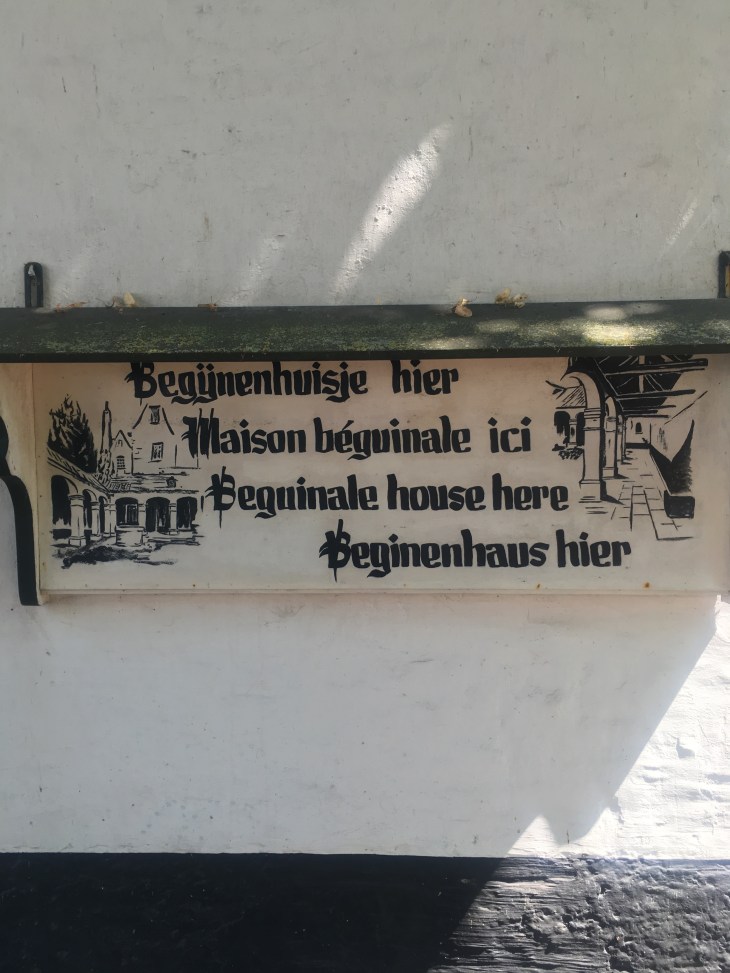 Begijnenhuisje hier
Maison béguinale ici
Beguinale house here
Beginenhaus hier